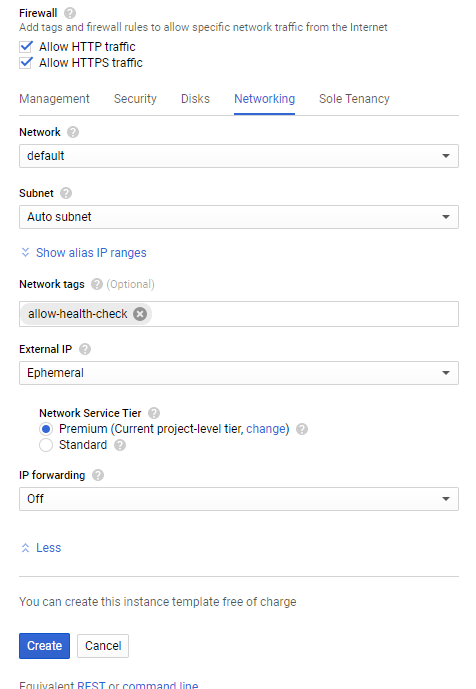 Firewall
Add tags and firewall rules to allow specific network traffic from the Internet
Allow HTTP traffic
Allow HTTPS traffic
Management Security Disks Networking Sole Tenancy
Network
default
Subnet
Auto subnet
Show alias IP ranges
Network tags (Optional)
allow-health-check
External IP
Ephemeral
Network Service Tier
Premium (Current project-level tier, change)
Standard
IP forwarding
Off
Less
You can create this instance template free of charge
Create Cancel
Equivalent REST or command line